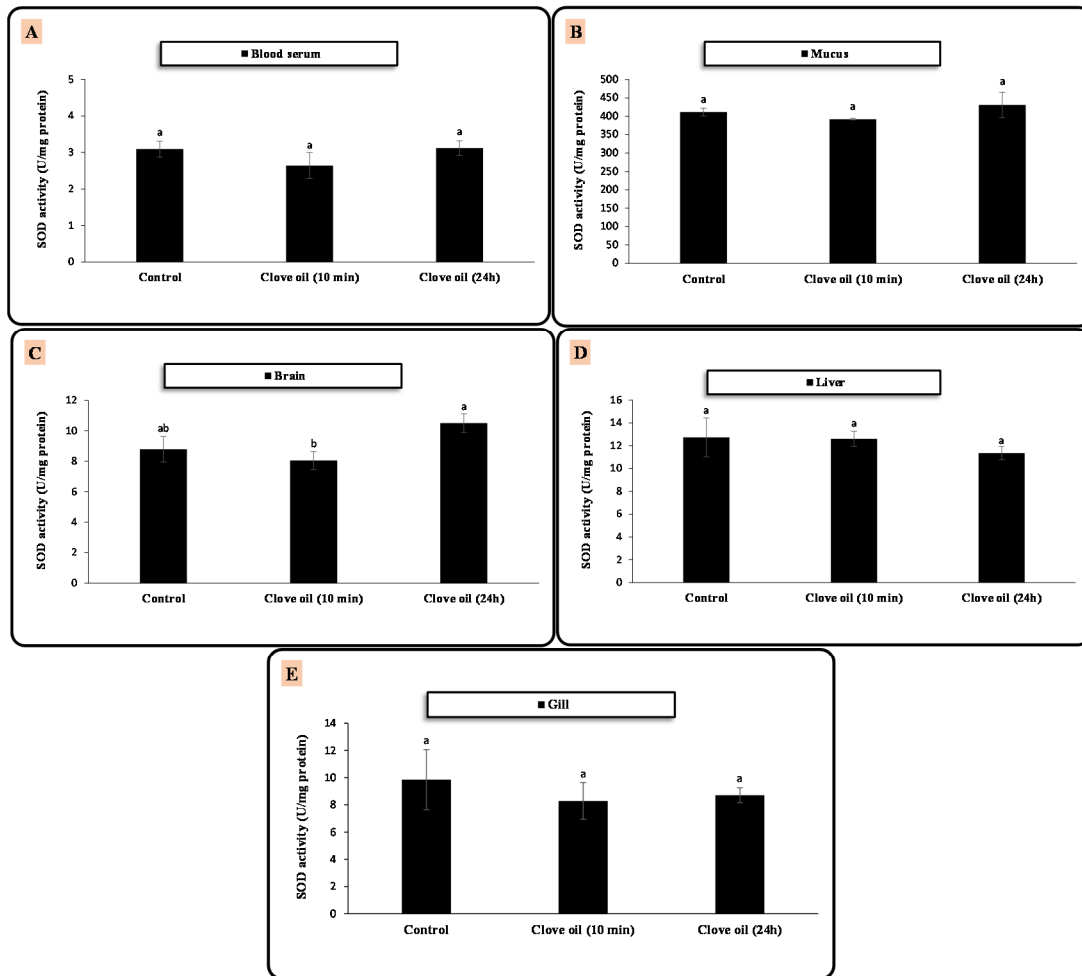 A
■ Blood serum
SOD activity (U/mg protein)
5
4
3
2
1
0
a
a
a
Control
Clove oil (10 min)
Clove oil (24h)
B
■ Mucus
SOD activity (U/mg protein)
500
450
400
350
300
250
200
150
100
50
0
a
a
a
Control
Clove oil (10 min)
Clove oil (24h)
C
■ Brain
SOD activity (U/mg protein)
12
10
8
6
4
2
0
ab
b
a
Control
Clove oil (10 min)
Clove oil (24h)
D
■ Liver
SOD activity (U/mg protein)
16
14
12
10
8
6
4
2
0
a
a
a
Control
Clove oil (10 min)
Clove oil (24h)
E
■ Gill
SOD activity (U/mg protein)
14
12
10
8
6
4
2
0
a
a
a
Control
Clove oil (10 min)
Clove oil (24h)